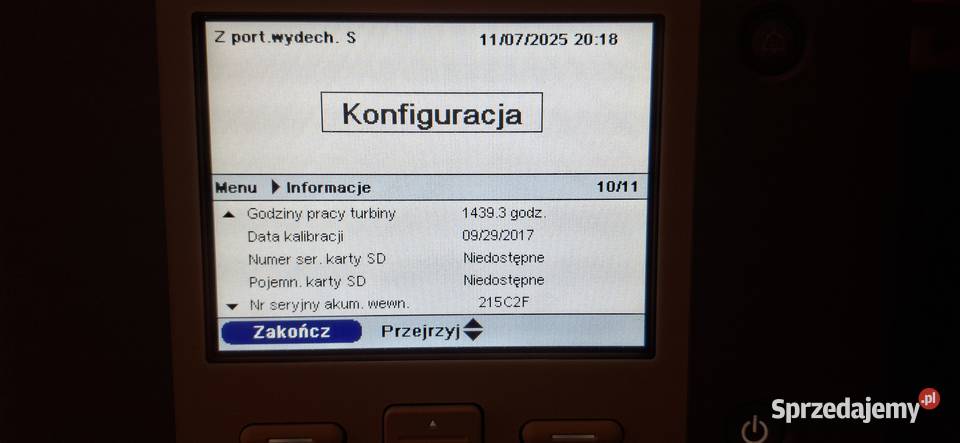 Z port.wydech. S 11/07/2025 20:18
Konfiguracja
Menu Informacje 10/11
Godziny pracy turbiny 1439.3 godz.
Data kalibracji 09/29/2017
Numer ser. karty SD Niedostępne
Pojemn. karty SD Niedostępne
Nr seryjny akum. wewn. 215C2F
Zakończ Przejrzyj
Sprzedajemy.pl